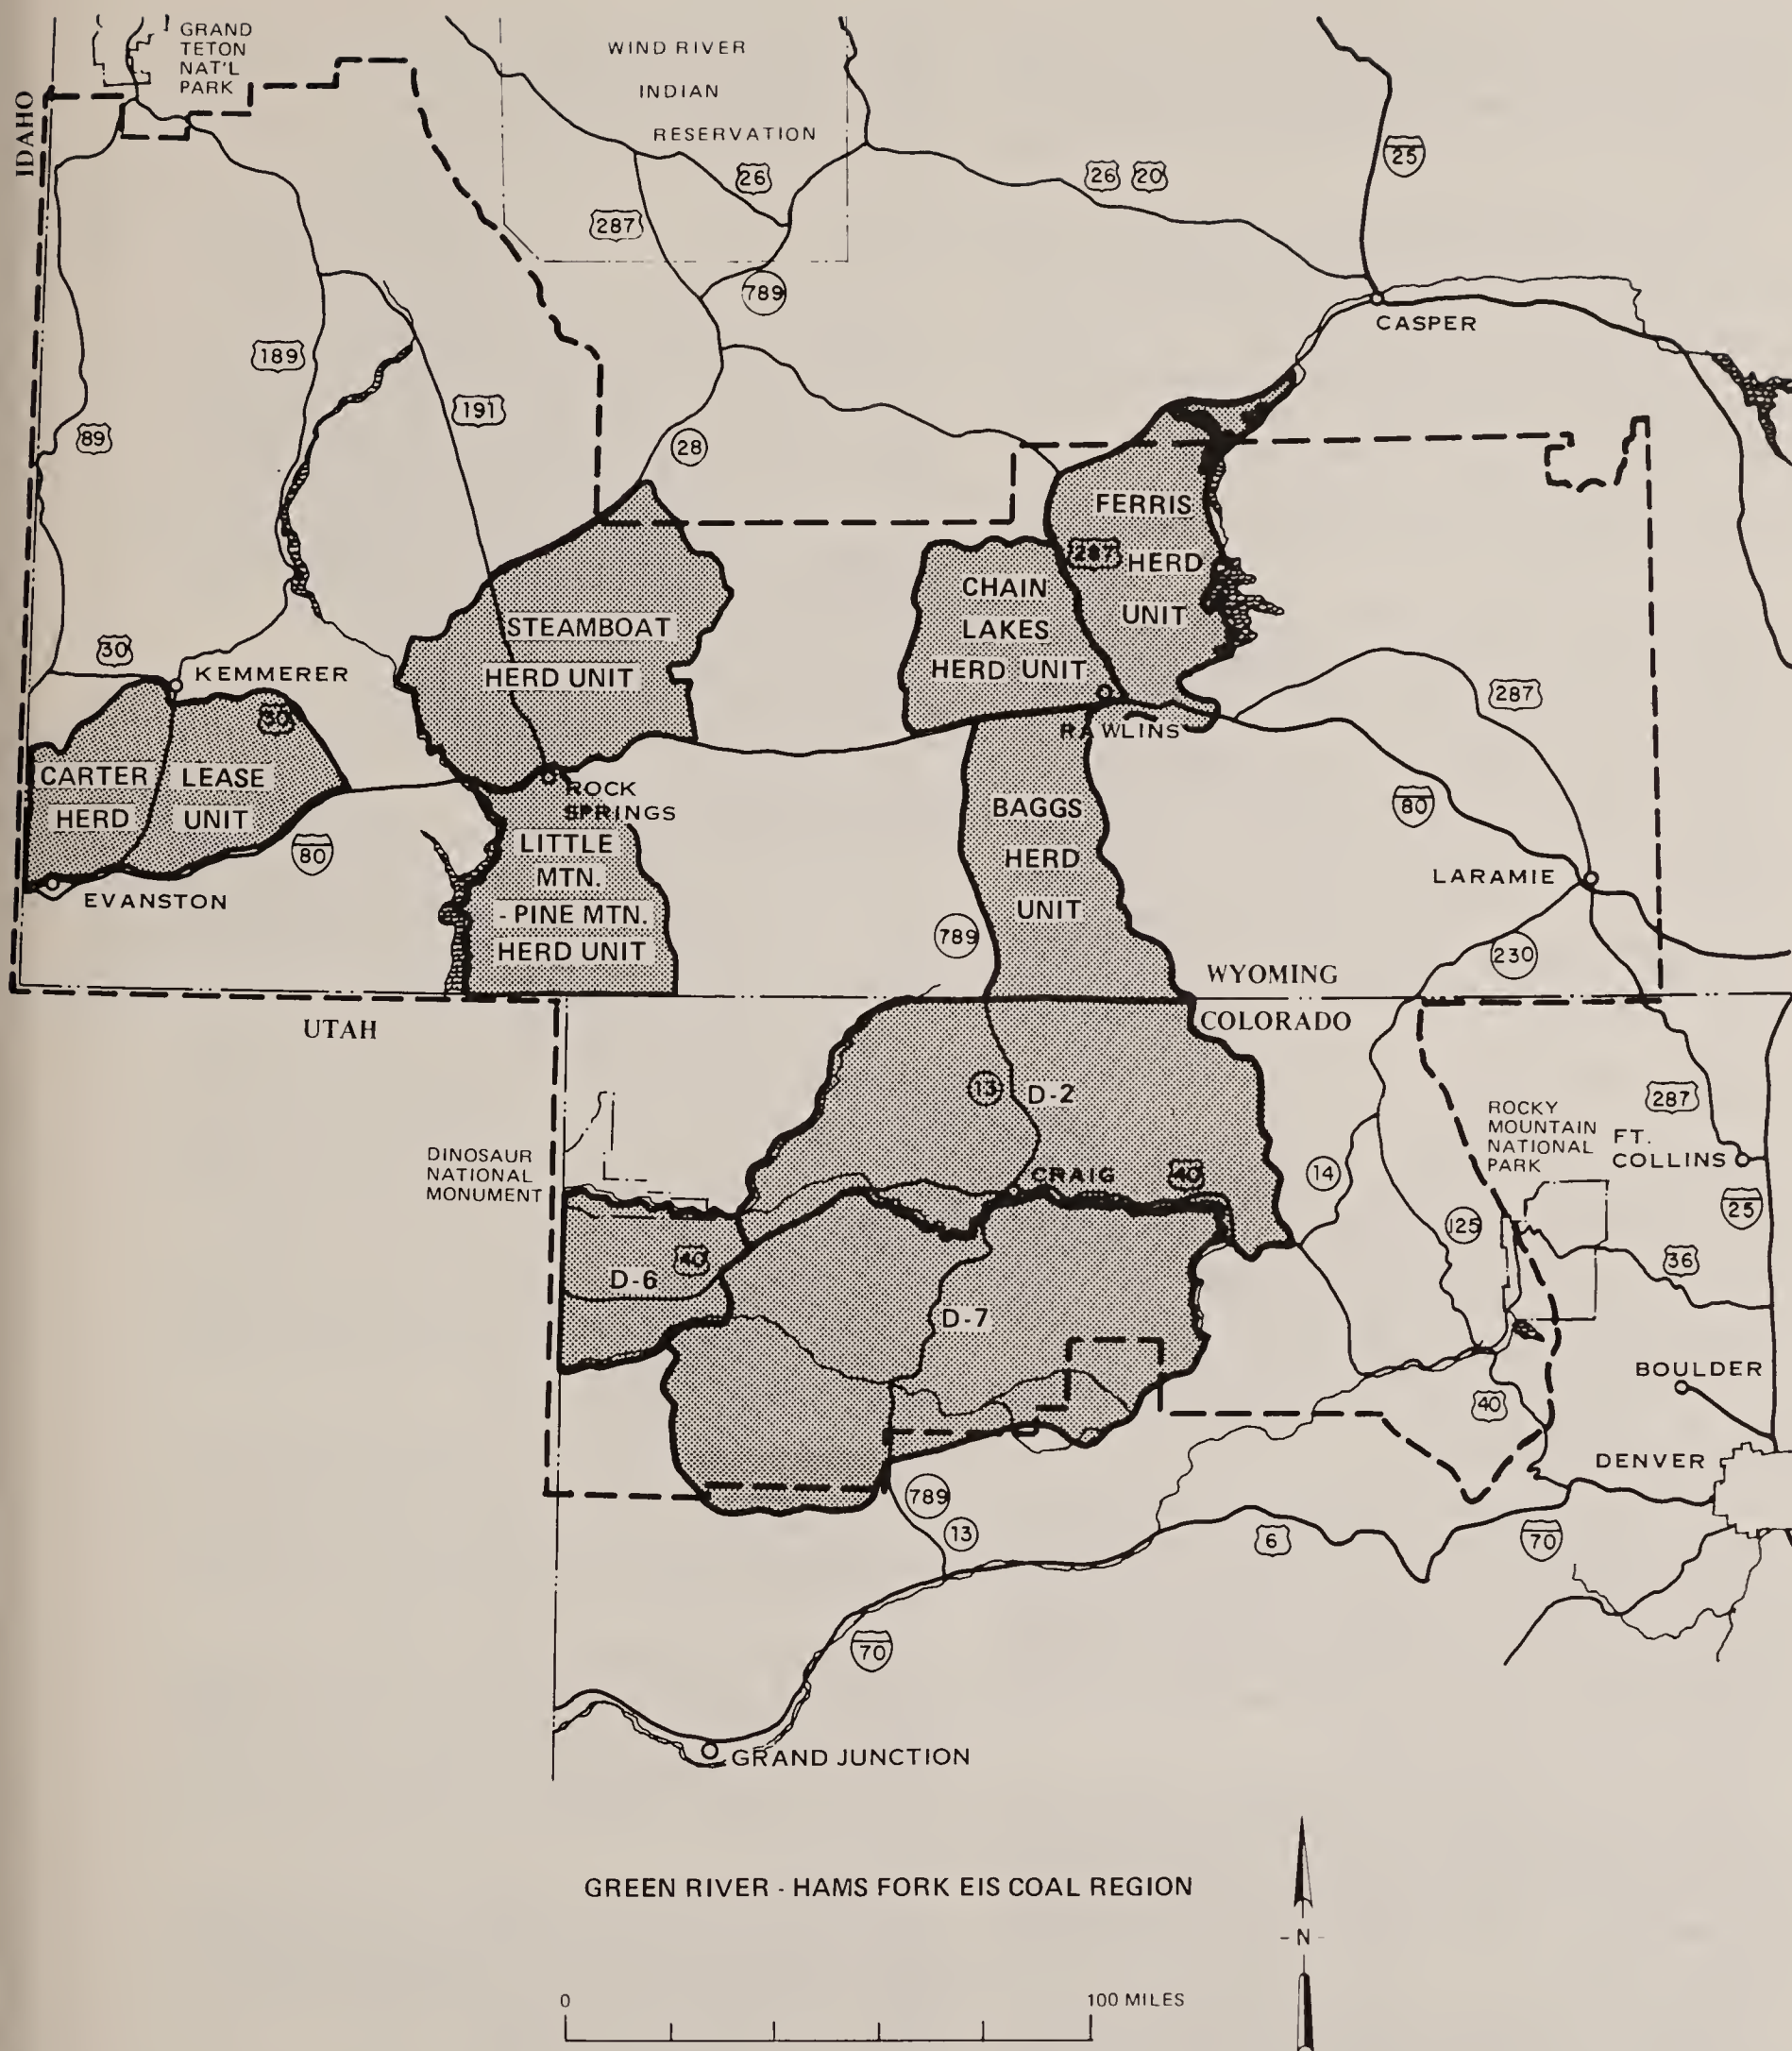 GRAND
TETON
NAT'L
PARK
WIND RIVER
INDIAN
RESERVATION
IDAHO
26
26
20
25
287
789
CASPER
189
191
89
28
FERRIS
287
HERD
UNIT
CHAIN
LAKES
HERD UNIT
STEAMBOAT
HERD UNIT
30
KEMMERER
30
287
RAWLINS
CARTER
LEASE
HERD
UNIT
ROCK
SPRINGS
80
80
BAGGS
HERD
UNIT
LITTLE
MTN.
- PINE MTN.
HERD UNIT
EVANSTON
LARAMIE
789
230
WYOMING
COLORADO
UTAH
13
D-2
287
ROCKY
MOUNTAIN
NATIONAL
PARK
FT.
COLLINS
DINOSAUR
NATIONAL
MONUMENT
CRAIG
40
14
25
125
40
D-6
36
D-7
BOULDER
40
DENVER
789
13
6
70
70
GRAND JUNCTION
GREEN RIVER - HAMS FORK EIS COAL REGION
- N -
0
100 MILES